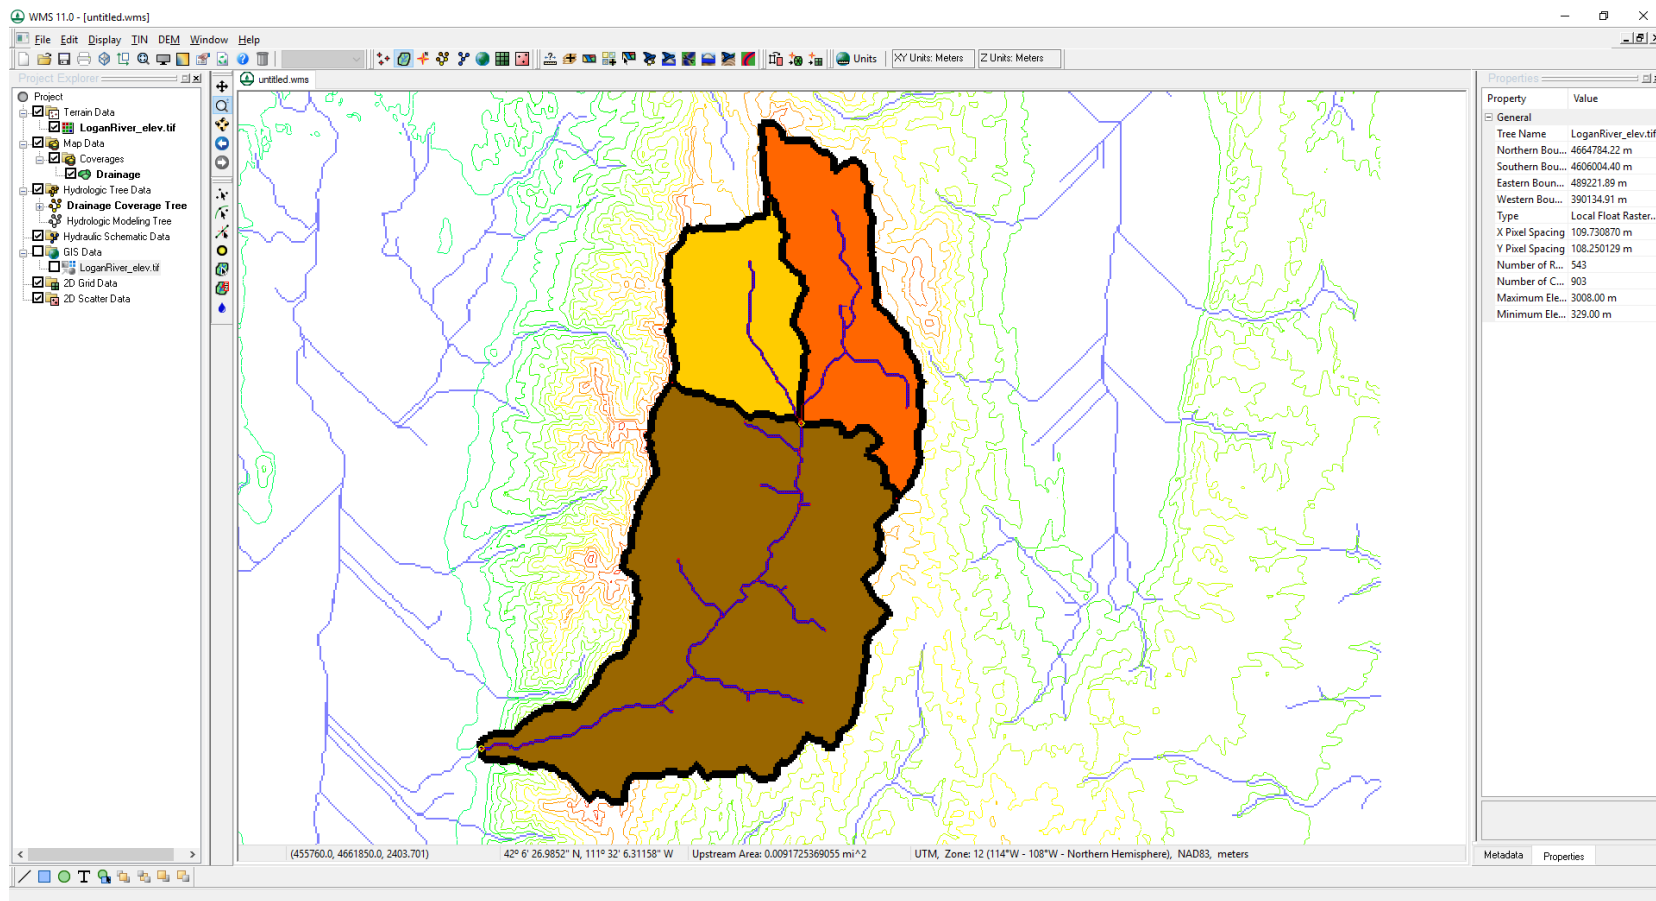 WMS 11.0 - [untitled.wms]
File Edit Display TIN DEM Window Help
Units
XY Units: Meters
Z Units: Meters
Project Explorer
untitled.wms
Properties
Project
Terrain Data
LoganRiver_elev.tif
Map Data
Coverages
Drainage
Hydrologic Tree Data
Drainage Coverage Tree
Hydrologic Modeling Tree
Hydraulic Schematic Data
GIS Data
LoganRiver_elev.tif
2D Grid Data
2D Scatter Data
Property Value
General
Tree Name LoganRiver_elev.tif
Northern Bou... 4664784.22 m
Southern Bou... 4606004.40 m
Eastern Boun... 489221.89 m
Western Bou... 390134.91 m
Type Local Float Raster...
X Pixel Spacing 109.730870 m
Y Pixel Spacing 108.250129 m
Number of R... 543
Number of C... 903
Maximum Ele... 3008.00 m
Minimum Ele... 329.00 m
(455760.0, 4661850.0, 2403.701)
42º 6' 26.9852" N, 111º 32' 6.31158" W
Upstream Area: 0.0091725369055 mi^2
UTM, Zone: 12 (114°W - 108°W - Northern Hemisphere), NAD83, meters
Metadata Properties
T